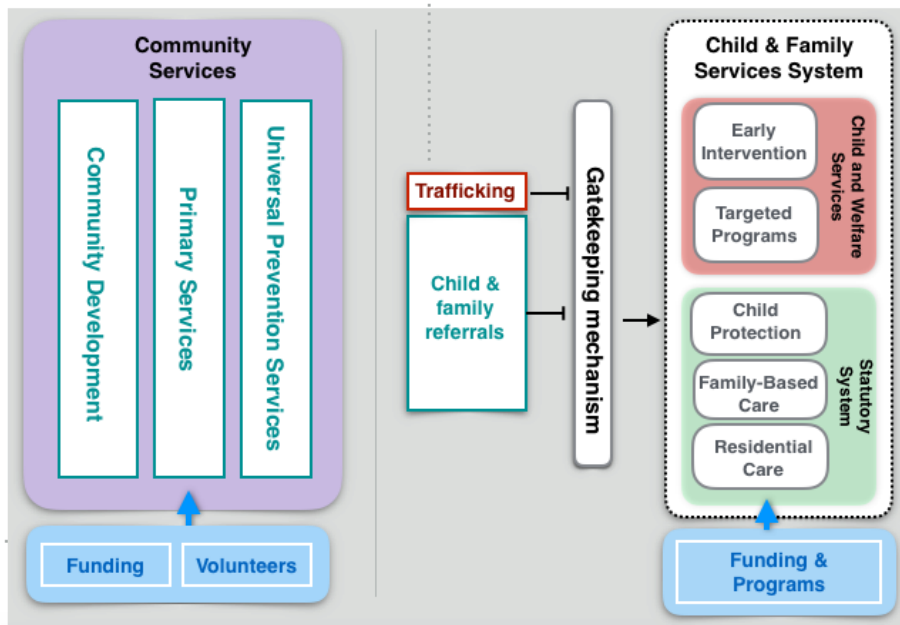 Community
Services
Community Development
Primary Services
Universal Prevention Services
Funding
Volunteers
Trafficking
Child &
family
referrals
Gatekeeping mechanism
Child & Family
Services System
Early
Intervention
Targeted
Programs
Child and Welfare
Services
Child
Protection
Family-Based
Care
Residential
Care
Statutory
System
Funding &
Programs